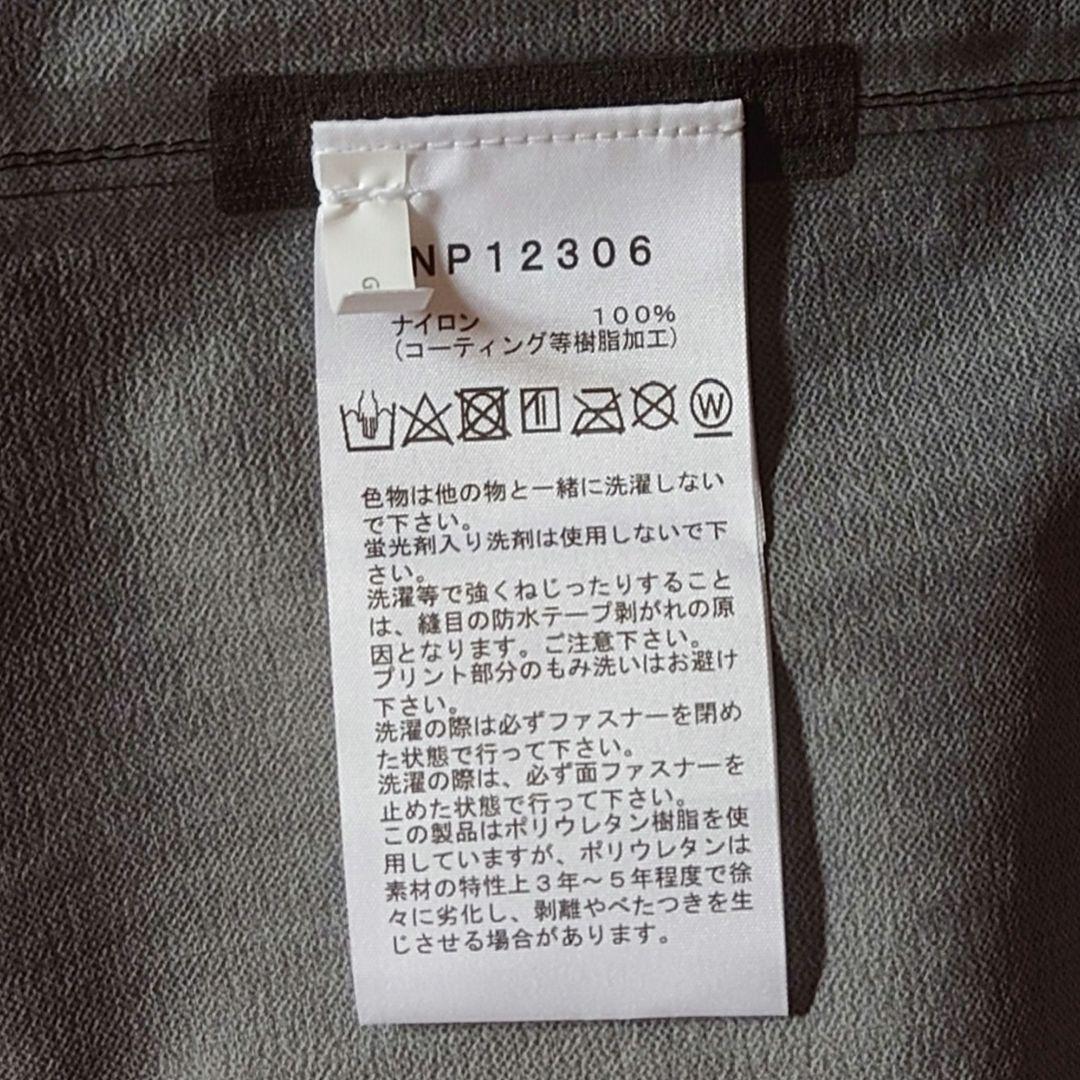 NP12306
G
ナイロン 100%
(コーティング等樹脂加工)
W
色物は他の物と一緒に洗濯しない
で下さい。
蛍光剤入り洗剤は使用しないで下
さい。
洗濯等で強くねじったりすること
は、縫目の防水テープ剥がれの原
因となります。ご注意下さい。
プリント部分のもみ洗いはお避け
下さい。
洗濯の際は必ずファスナーを閉め
た状態で行って下さい。
洗濯の際は、必ず面ファスナーを
止めた状態で行って下さい。
この製品はポリウレタン樹脂を使
用していますが、ポリウレタンは
素材の特性上3年～5年程度で徐
々に劣化し、剥離やべたつきを生
じさせる場合があります。